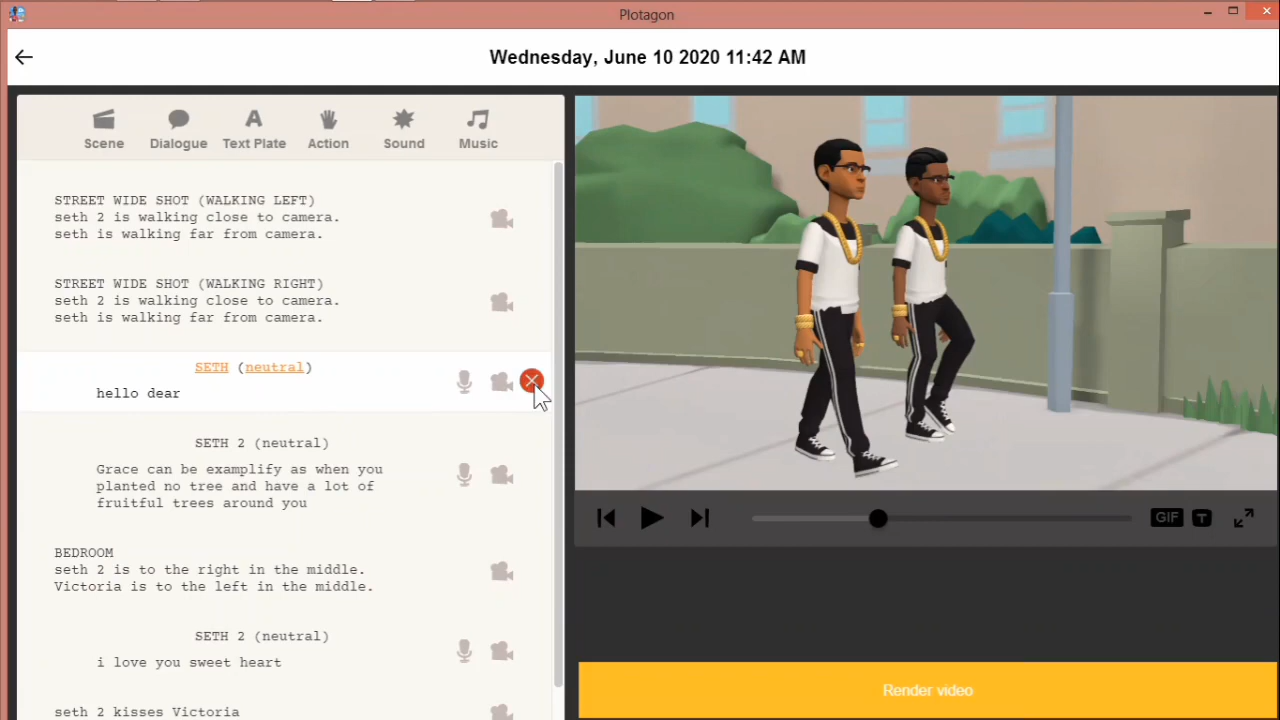 Plotagon
Wednesday, June 10 2020 11:42 AM
Scene Dialogue Text Plate Action Sound Music
STREET WIDE SHOT (WALKING LEFT)
seth 2 is walking close to camera.
seth is walking far from camera.
STREET WIDE SHOT (WALKING RIGHT)
seth 2 is walking close to camera.
seth is walking far from camera.
SETH (neutral)
hello dear
SETH 2 (neutral)
Grace can be examplify as when you
planted no tree and have a lot of
fruitful trees around you
BEDROOM
seth 2 is to the right in the middle.
Victoria is to the left in the middle.
SETH 2 (neutral)
i love you sweet heart
seth 2 kisses Victoria
GIF T
Render video